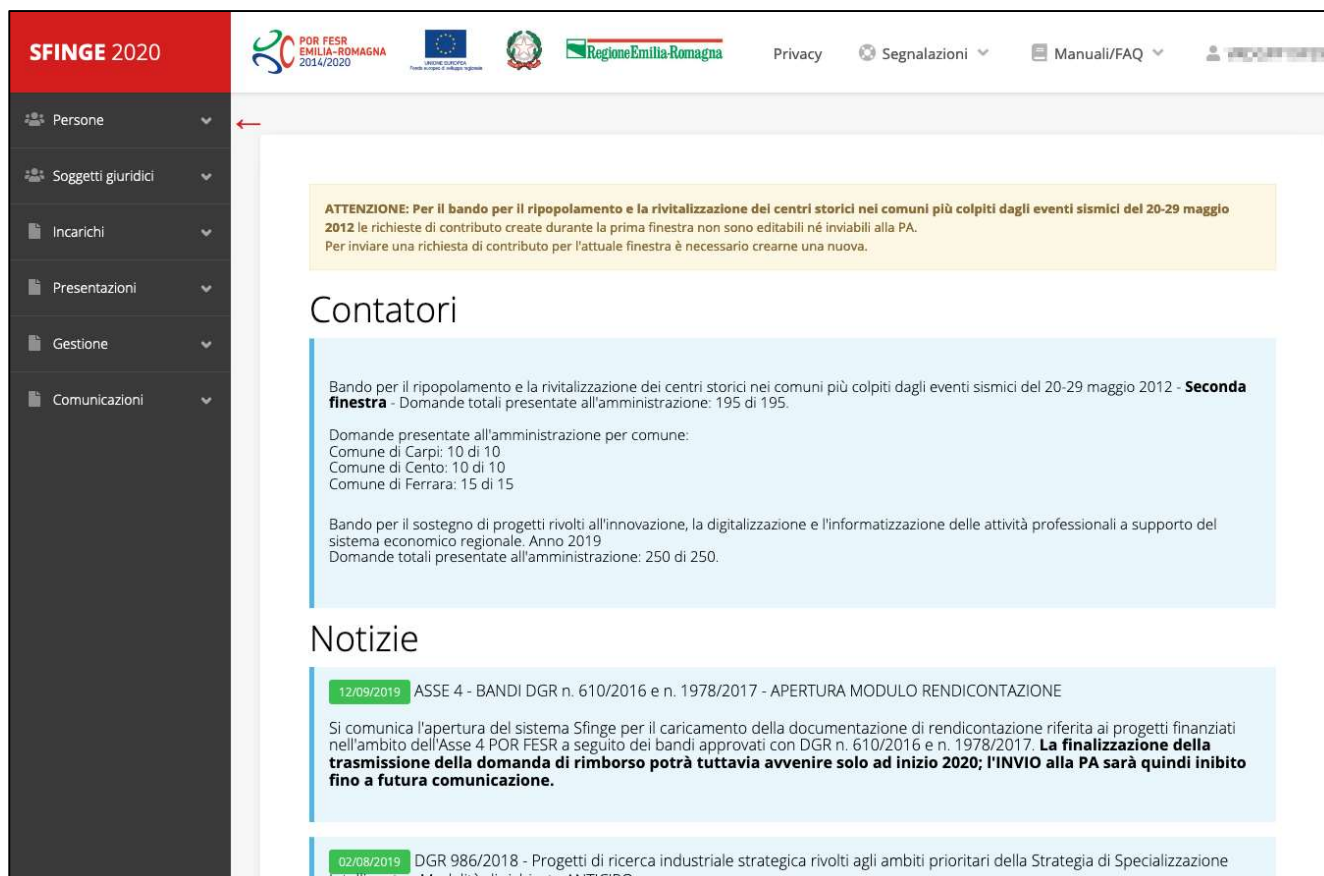 SFINGE 2020
POR FESR
EMILIA-ROMAGNA
2014/2020
UNIONE EUROPEA
Fondo europeo di sviluppo regionale
RegioneEmilia-Romagna
Privacy
Segnalazioni
Manuali/FAQ
Persone
Soggetti giuridici
Incarichi
Presentazioni
Gestione
Comunicazioni
←
ATTENZIONE: Per il bando per il ripopolamento e la rivitalizzazione dei centri storici nei comuni più colpiti dagli eventi sismici del 20-29 maggio
2012 le richieste di contributo create durante la prima finestra non sono editabili né inviabili alla PA.
Per inviare una richiesta di contributo per l'attuale finestra è necessario crearne una nuova.
Contatori
Bando per il ripopolamento e la rivitalizzazione dei centri storici nei comuni più colpiti dagli eventi sismici del 20-29 maggio 2012 - Seconda
finestra - Domande totali presentate all'amministrazione: 195 di 195.
Domande presentate all'amministrazione per comune:
Comune di Carpi: 10 di 10
Comune di Cento: 10 di 10
Comune di Ferrara: 15 di 15
Bando per il sostegno di progetti rivolti all'innovazione, la digitalizzazione e l'informatizzazione delle attività professionali a supporto del
sistema economico regionale. Anno 2019
Domande totali presentate all'amministrazione: 250 di 250.
Notizie
12/09/2019 ASSE 4 - BANDI DGR n. 610/2016 e n. 1978/2017 - APERTURA MODULO RENDICONTAZIONE
Si comunica l'apertura del sistema Sfinge per il caricamento della documentazione di rendicontazione riferita ai progetti finanziati
nell'ambito dell'Asse 4 POR FESR a seguito dei bandi approvati con DGR n. 610/2016 e n. 1978/2017. La finalizzazione della
trasmissione della domanda di rimborso potrà tuttavia avvenire solo ad inizio 2020; l'INVIO alla PA sarà quindi inibito
fino a futura comunicazione.
02/08/2019 DGR 986/2018 - Progetti di ricerca industriale strategica rivolti agli ambiti prioritari della Strategia di Specializzazione